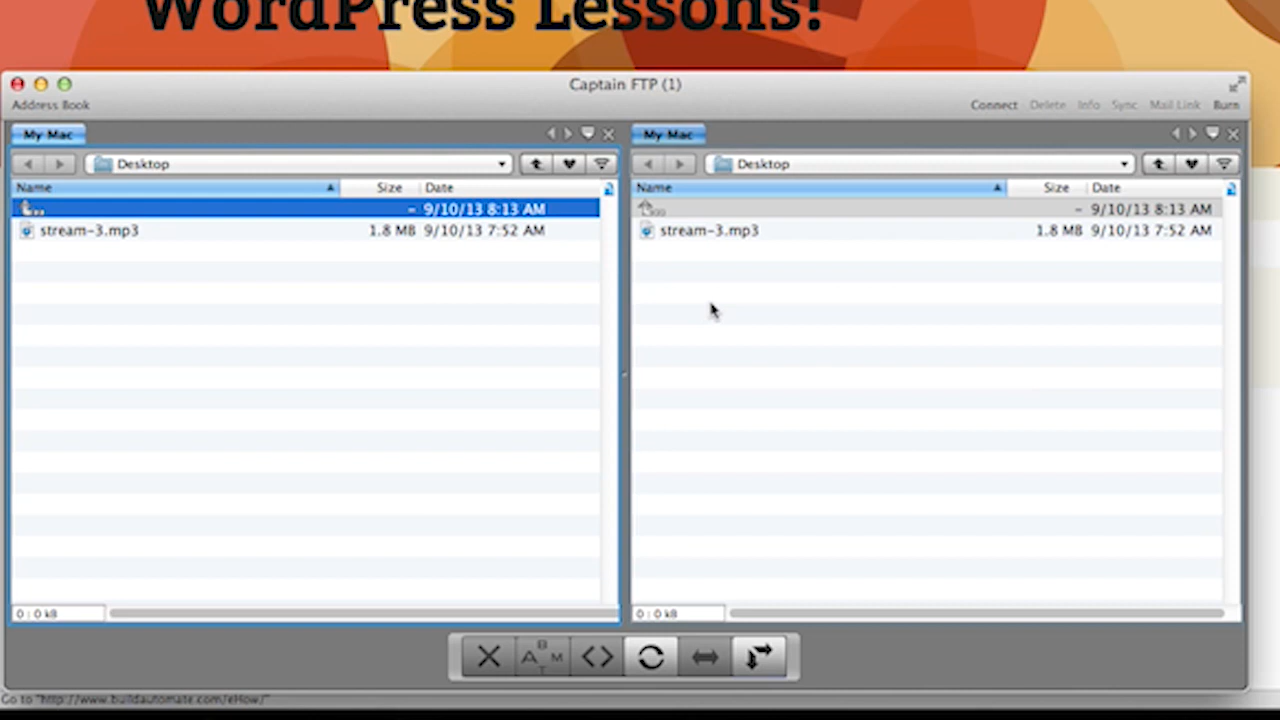 WordPress Lessons!
Captain FTP (1)
Address Book
Connect Delete Info Sync Mail Link Burn
My Mac
Desktop
Name Size Date
.. – 9/10/13 8:13 AM
stream-3.mp3 1.8 MB 9/10/13 7:52 AM
0 : 0 kB
My Mac
Desktop
Name Size Date
.. – 9/10/13 8:13 AM
stream-3.mp3 1.8 MB 9/10/13 7:52 AM
0 : 0 kB
A B T M
Go to "http://www.buildautomate.com/eHow/"